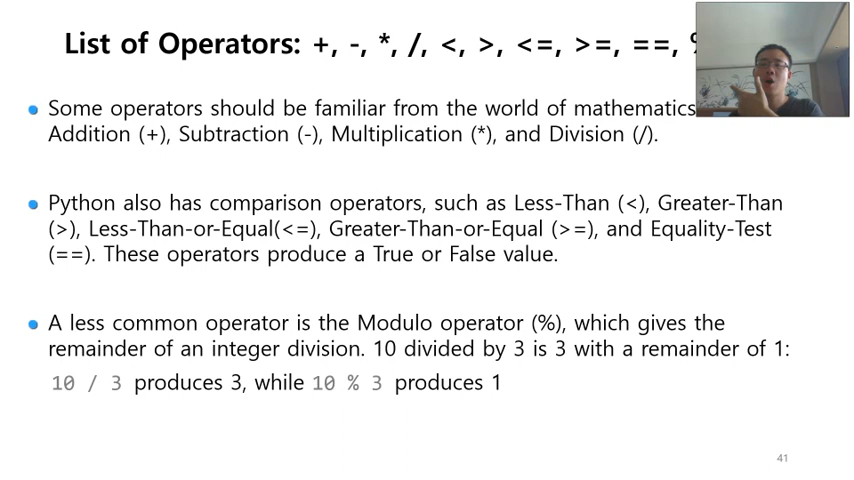 List of Operators: +, -, *, /, <, >, <=, >=, ==,
Some operators should be familiar from the world of mathematics
Addition (+), Subtraction (-), Multiplication (*), and Division (/).
Python also has comparison operators, such as Less-Than (<), Greater-Than
(>), Less-Than-or-Equal(<=), Greater-Than-or-Equal (>=), and Equality-Test
(==). These operators produce a True or False value.
A less common operator is the Modulo operator (%), which gives the
remainder of an integer division. 10 divided by 3 is 3 with a remainder of 1:
10 / 3 produces 3, while 10 % 3 produces 1
41